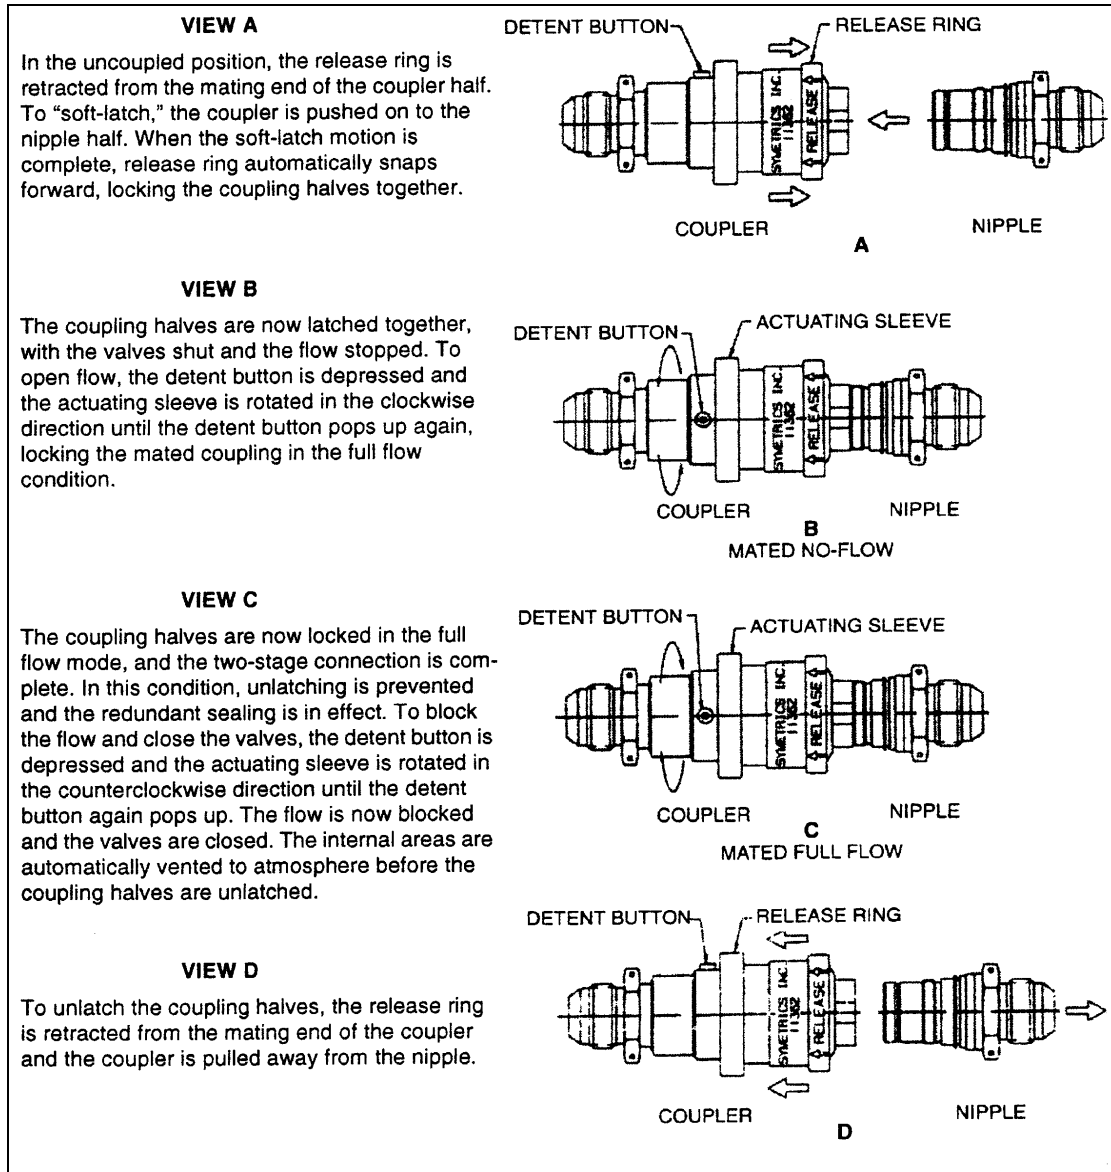 VIEW A
In the uncoupled position, the release ring is
retracted from the mating end of the coupler half.
To “soft-latch,” the coupler is pushed on to the
nipple half. When the soft-latch motion is
complete, release ring automatically snaps
forward, locking the coupling halves together.
DETENT BUTTON
RELEASE RING
SYMETRICS INC.
11362
RELEASE
COUPLER
NIPPLE
A
VIEW B
The coupling halves are now latched together,
with the valves shut and the flow stopped. To
open flow, the detent button is depressed and
the actuating sleeve is rotated in the clockwise
direction until the detent button pops up again,
locking the mated coupling in the full flow
condition.
DETENT BUTTON
ACTUATING SLEEVE
SYMETRICS INC.
11362
RELEASE
COUPLER
NIPPLE
B
MATED NO-FLOW
VIEW C
The coupling halves are now locked in the full
flow mode, and the two-stage connection is com-
plete. In this condition, unlatching is prevented
and the redundant sealing is in effect. To block
the flow and close the valves, the detent button is
depressed and the actuating sleeve is rotated in
the counterclockwise direction until the detent
button again pops up. The flow is now blocked
and the valves are closed. The internal areas are
automatically vented to atmosphere before the
coupling halves are unlatched.
DETENT BUTTON
ACTUATING SLEEVE
SYMETRICS INC.
11362
RELEASE
COUPLER
NIPPLE
C
MATED FULL FLOW
VIEW D
To unlatch the coupling halves, the release ring
is retracted from the mating end of the coupler
and the coupler is pulled away from the nipple.
DETENT BUTTON
RELEASE RING
SYMETRICS INC.
11362
RELEASE
COUPLER
NIPPLE
D